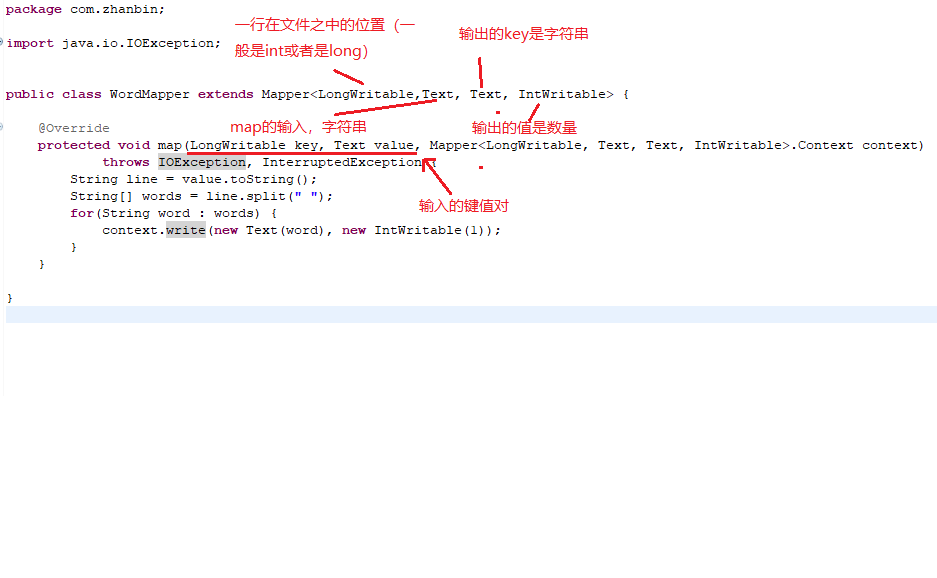 package com.zhanbin;
一行在文件之中的位置（一
般是int或者是long）
输出的key是字符串
import java.io.IOException;
public class WordMapper extends Mapper<LongWritable,Text, Text, IntWritable> {
map的输入，字符串
输出的值是数量
@Override
protected void map(LongWritable key, Text value, Mapper<LongWritable, Text, Text, IntWritable>.Context context)
throws IOException, InterruptedException {
String line = value.toString();
String[] words = line.split(" ");
输入的键值对
for(String word : words) {
context.write(new Text(word), new IntWritable(1));
}
}
}